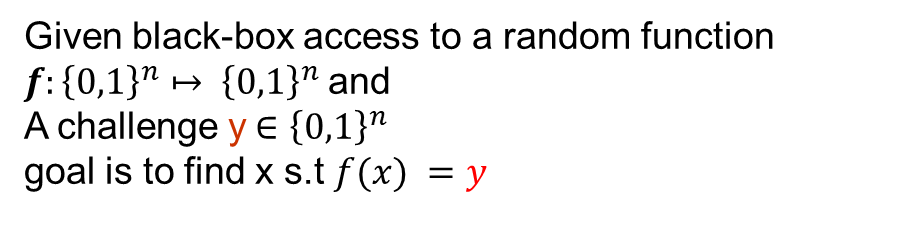 Given black-box access to a random function
f: {0,1}ⁿ ↦ {0,1}ⁿ and
A challenge y ∈ {0,1}ⁿ
goal is to find x s.t f(x) = y